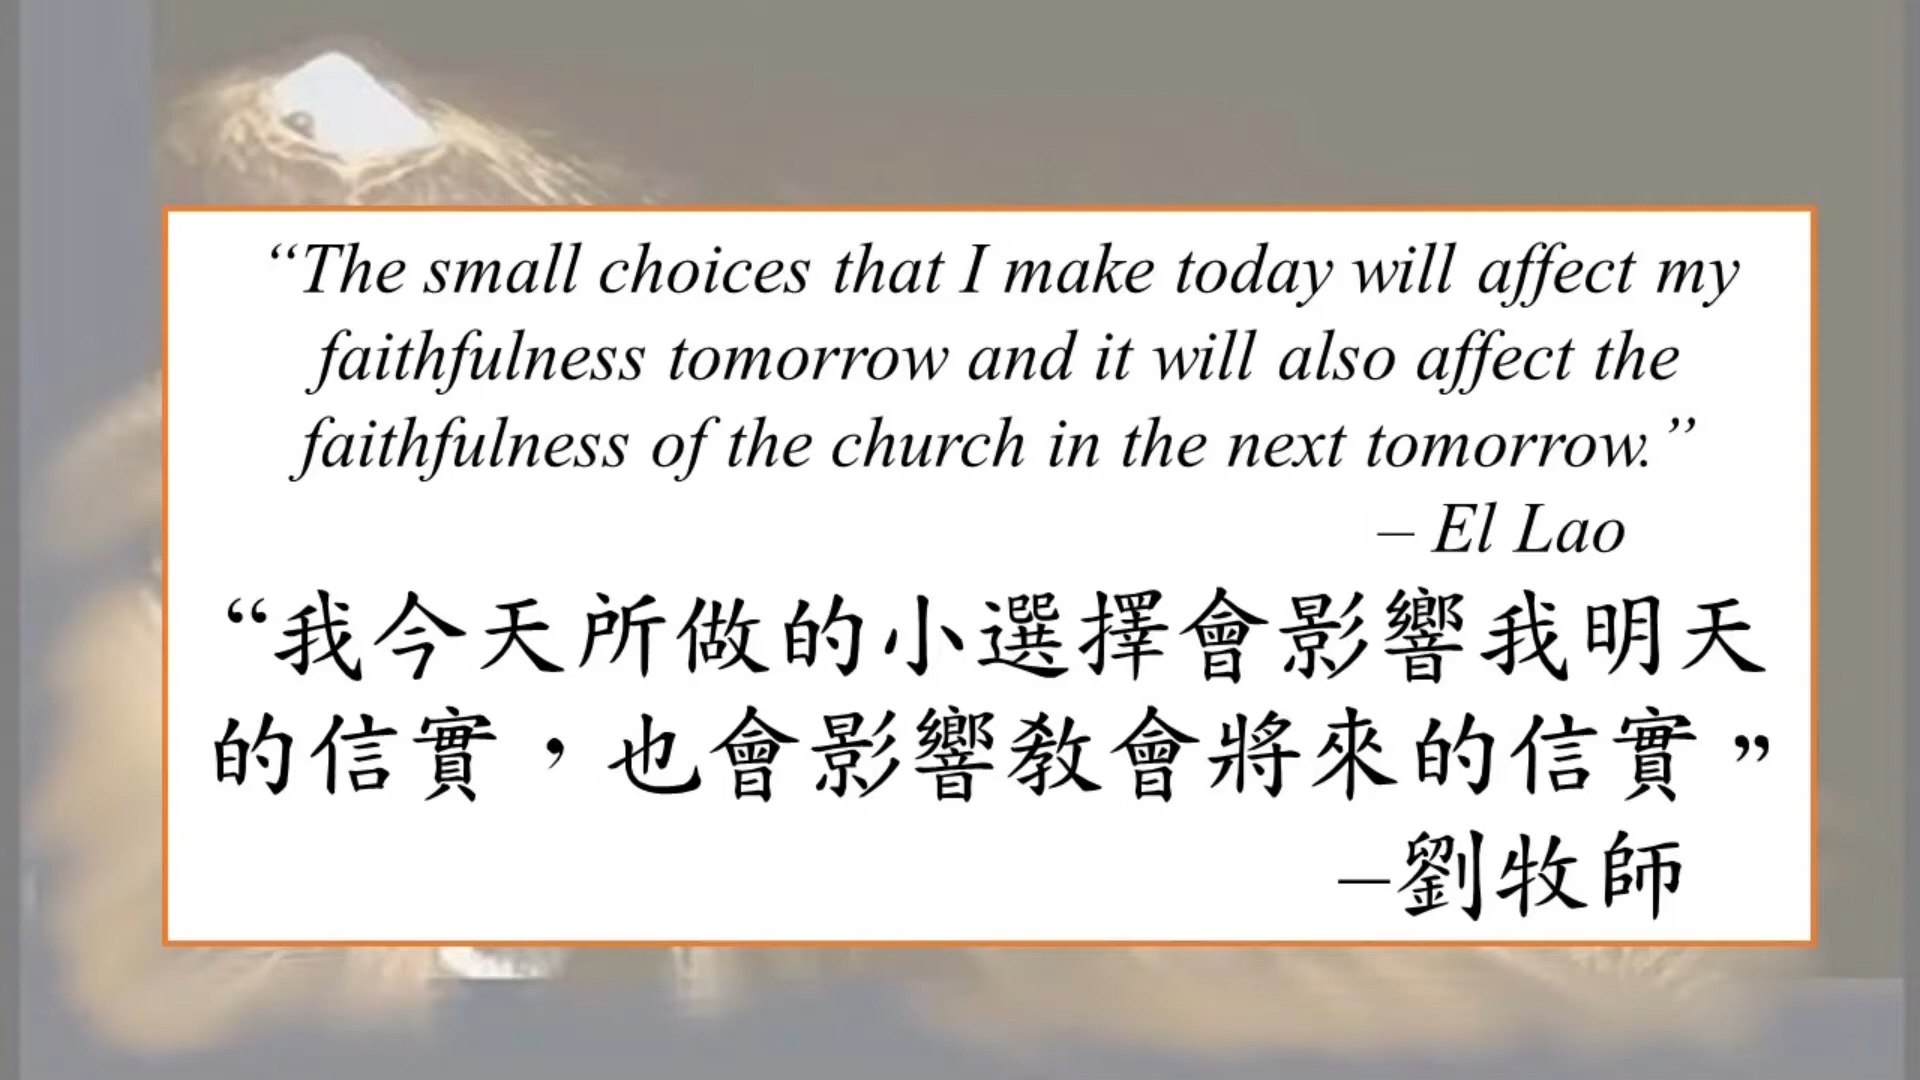 “The small choices that I make today will affect my
faithfulness tomorrow and it will also affect the
faithfulness of the church in the next tomorrow.”
– El Lao
“我今天所做的小選擇會影響我明天
的信實，也會影響教會將來的信實”
–劉牧師